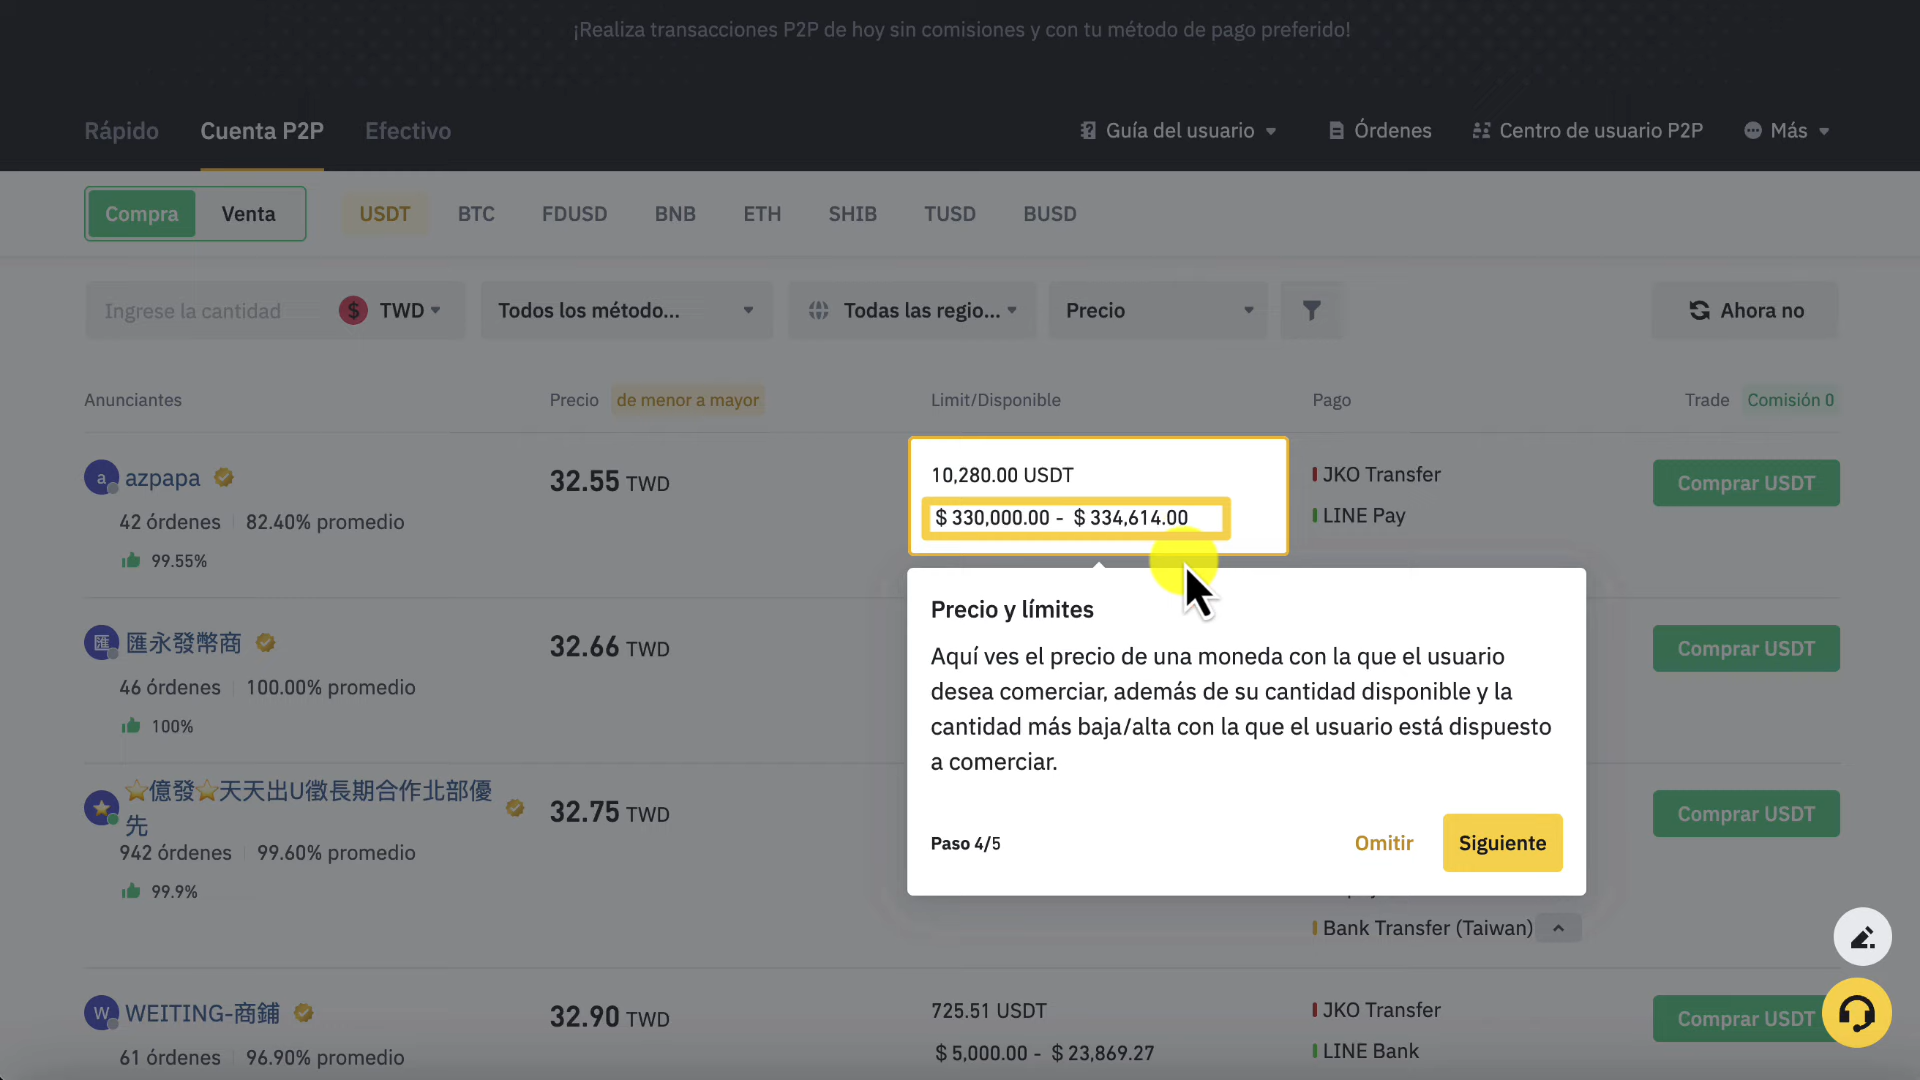 ¡Realiza transacciones P2P de hoy sin comisiones y con tu método de pago preferido!
Rápido Cuenta P2P Efectivo Guía del usuario Órdenes Centro de usuario P2P Más
Compra Venta USDT BTC FDUSD BNB ETH SHIB TUSD BUSD
Ingrese la cantidad $ TWD Todos los método... Todas las regio... Precio Ahora no
Anunciantes Precio de menor a mayor Limit/Disponible Pago Trade Comisión 0
a azpapa 32.55 TWD 10,280.00 USDT JKO Transfer Comprar USDT
42 órdenes 82.40% promedio $ 330,000.00 - $ 334,614.00 LINE Pay
99.55%
Precio y límites
Aquí ves el precio de una moneda con la que el usuario
desea comerciar, además de su cantidad disponible y la
cantidad más baja/alta con la que el usuario está dispuesto
a comerciar.
Paso 4/5 Omitir Siguiente
匯 匯永發幣商 32.66 TWD Comprar USDT
46 órdenes 100.00% promedio
100%
⭐億發⭐天天出U徵長期合作北部優
先
32.75 TWD Comprar USDT
942 órdenes 99.60% promedio
99.9%
Bank Transfer (Taiwan)
W WEITING-商鋪 32.90 TWD 725.51 USDT JKO Transfer Comprar USDT
61 órdenes 96.90% promedio $ 5,000.00 - $ 23,869.27 LINE Bank